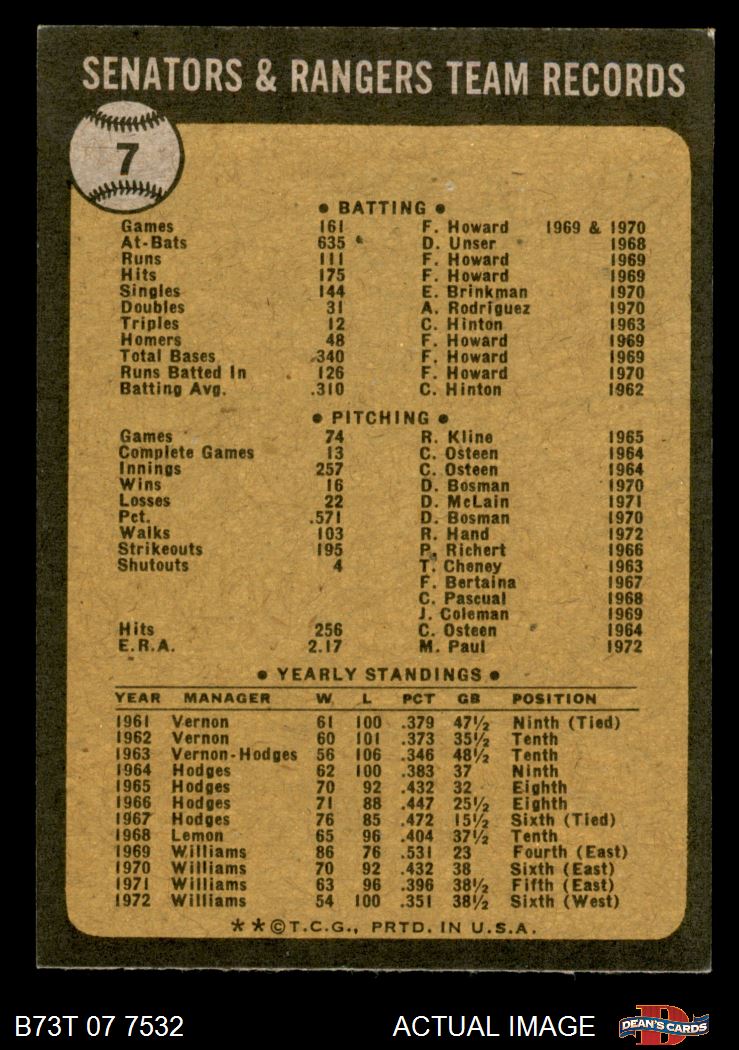 SENATORS & RANGERS TEAM RECORDS
7
• BATTING •
Games 161 F. Howard 1969 & 1970
At-Bats 635 D. Unser 1968
Runs 111 F. Howard 1969
Hits 175 F. Howard 1969
Singles 144 E. Brinkman 1970
Doubles 31 A. Rodriguez 1970
Triples 12 C. Hinton 1963
Homers 48 F. Howard 1969
Total Bases 340 F. Howard 1969
Runs Batted In 126 F. Howard 1970
Batting Avg. .310 C. Hinton 1962
• PITCHING •
Games 74 R. Kline 1965
Complete Games 13 C. Osteen 1964
Innings 257 C. Osteen 1964
Wins 16 D. Bosman 1970
Losses 22 D. McLain 1971
Pct. .571 D. Bosman 1970
Walks 103 R. Hand 1972
Strikeouts 195 P. Richert 1966
Shutouts 4 T. Cheney 1963
F. Bertaina 1967
C. Pascual 1968
J. Coleman 1969
Hits 256 C. Osteen 1964
E.R.A. 2.17 M. Paul 1972
• YEARLY STANDINGS •
YEAR MANAGER W L PCT GB POSITION
1961 Vernon 61 100 .379 47½ Ninth (Tied)
1962 Vernon 60 101 .373 35½ Tenth
1963 Vernon-Hodges 56 106 .346 48½ Tenth
1964 Hodges 62 100 .383 37 Ninth
1965 Hodges 70 92 .432 32 Eighth
1966 Hodges 71 88 .447 25½ Eighth
1967 Hodges 76 85 .472 15½ Sixth (Tied)
1968 Lemon 65 96 .404 37½ Tenth
1969 Williams 86 76 .531 23 Fourth (East)
1970 Williams 70 92 .432 38 Sixth (East)
1971 Williams 63 96 .396 38½ Fifth (East)
1972 Williams 54 100 .351 38½ Sixth (West)
**©T.C.G., PRTD. IN U.S.A.
B73T 07 7532 ACTUAL IMAGE
D
DEAN'S CARDS